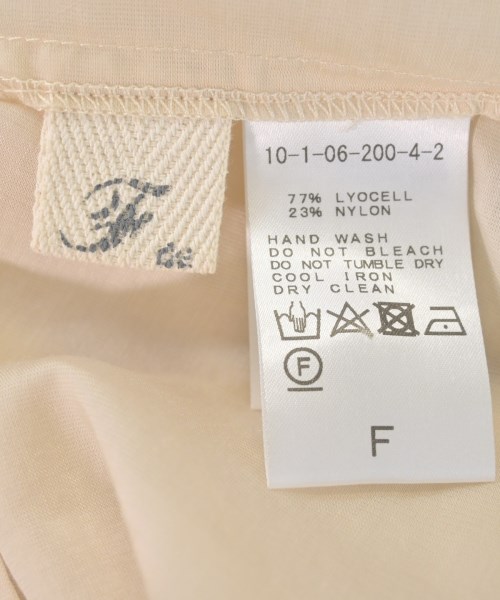 F
de
10-1-06-200-4-2
77% LYOCELL
23% NYLON
HAND WASH
DO NOT BLEACH
DO NOT TUMBLE DRY
COOL IRON
DRY CLEAN
F
F